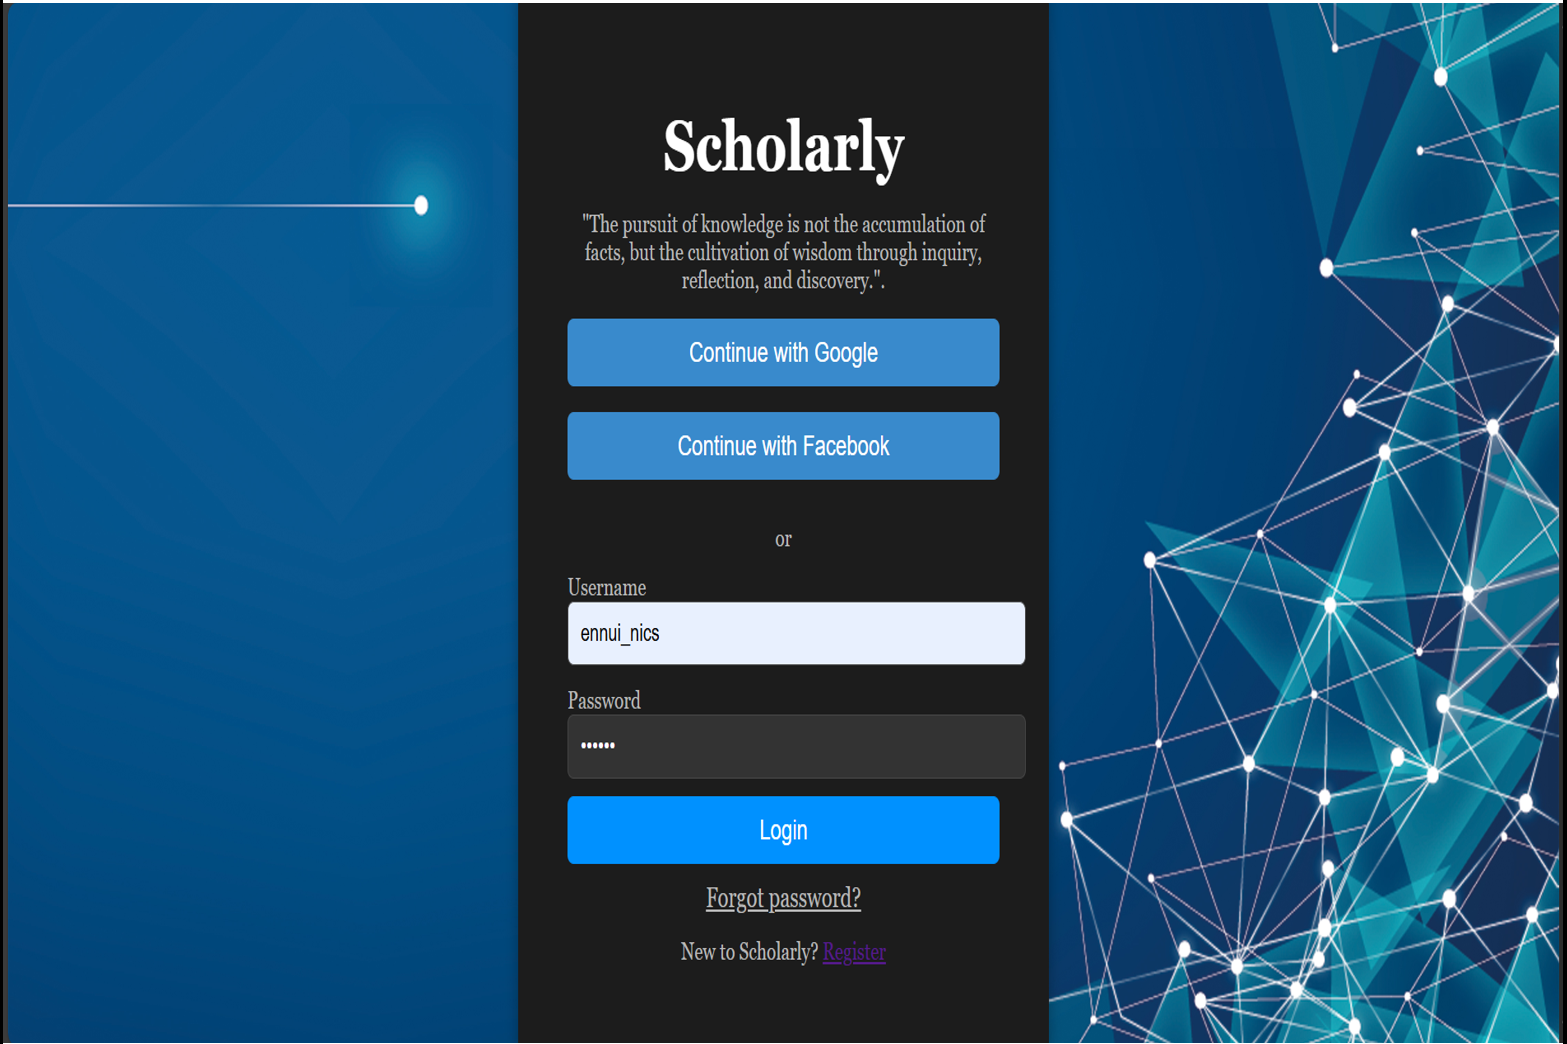 Scholarly
"The pursuit of knowledge is not the accumulation of
facts, but the cultivation of wisdom through inquiry,
reflection, and discovery.".
Continue with Google
Continue with Facebook
or
Username
ennui_nics
Password
••••••
Login
Forgot password?
New to Scholarly? Register